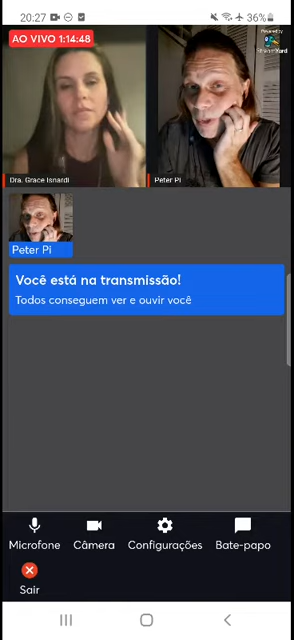 20:27
36%
AO VIVO 1:14:48
Powered by
StreamYard
Dra. Grace Isnardi
Peter Pi
Peter Pi
Você está na transmissão!
Todos conseguem ver e ouvir você
Microfone
Câmera
Configurações
Bate-papo
Sair